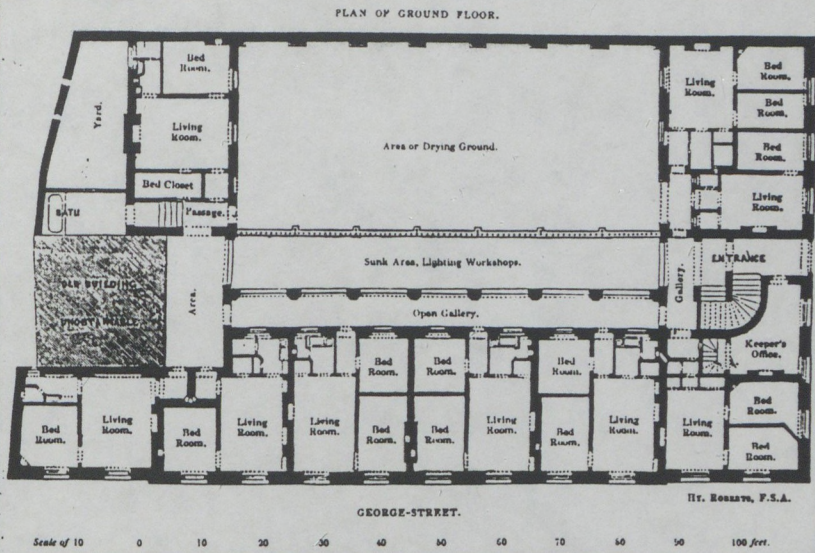 PLAN OF GROUND FLOOR.
Bed
Room.
Yard.
Living
Room.
Bed Closet
Passage.
BATH
OLD BUILDING
Area.
Area or Drying Ground.
Sunk Area, Lighting Workshops.
Open Gallery.
Gallery.
Living
Room.
Bed
Room.
Bed
Room.
Bed
Room.
Living
Room.
ENTRANCE
Keeper's
Office.
Bed
Room.
Living
Room.
Bed
Room.
Living
Room.
Living
Room.
Bed
Room.
Bed
Room.
Bed
Room.
Bed
Room.
Living
Room.
Bed
Room.
Bed
Room.
Living
Room.
Living
Room.
Bed
Room.
Bed
Room.
HY. ROBERTS, F.S.A.
GEORGE-STREET.
Scale of 10 0 10 20 30 40 50 60 70 80 90 100 feet.